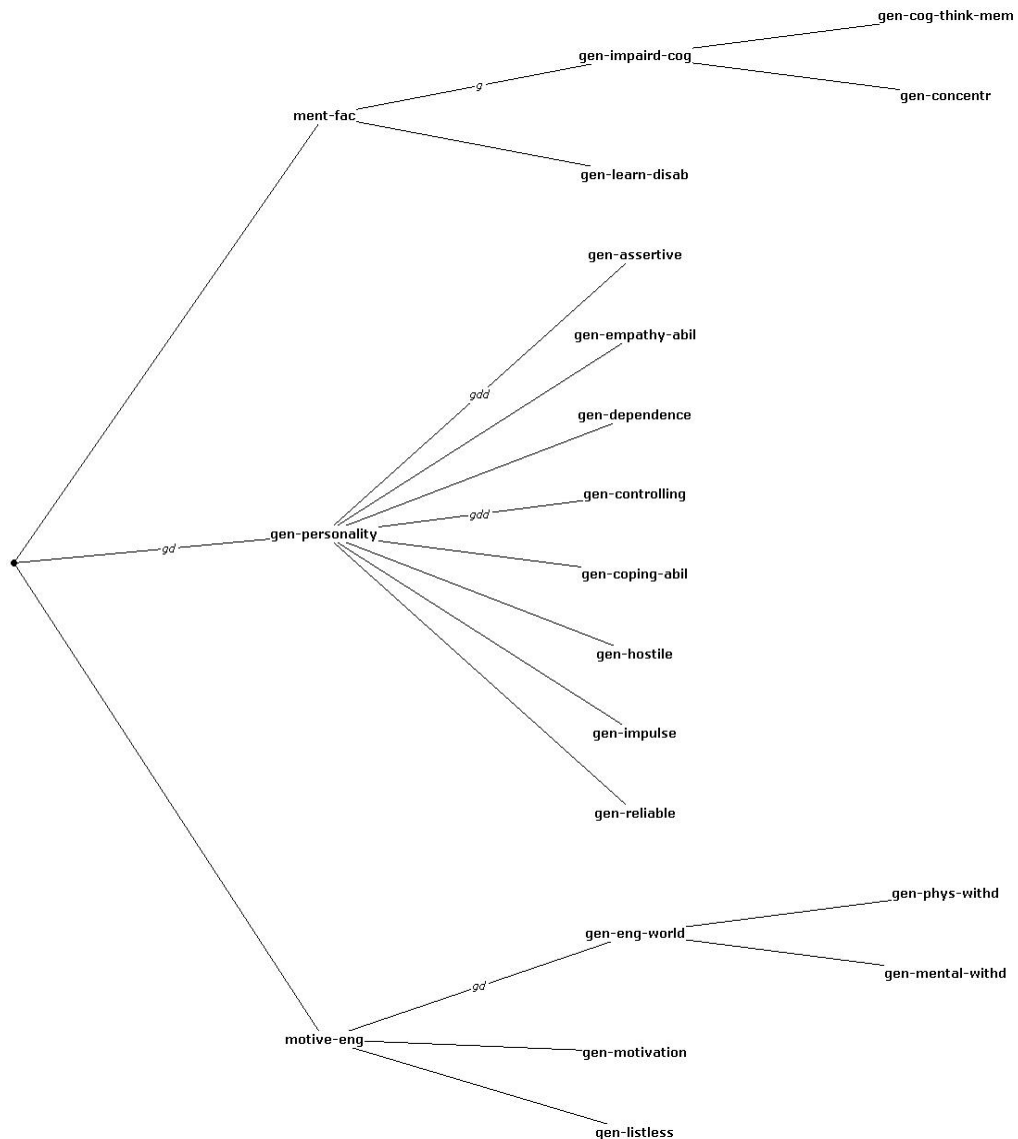 gen-cog-think-mem
gen-impaird-cog
g
gen-concentr
ment-fac
gen-learn-disab
gen-assertive
gen-empathy-abil
gdd
gen-dependence
gen-controlling
gdd
gen-personality
gd
gen-coping-abil
gen-hostile
gen-impulse
gen-reliable
gen-phys-withd
gen-eng-world
gen-mental-withd
gd
motive-eng
gen-motivation
gen-listless